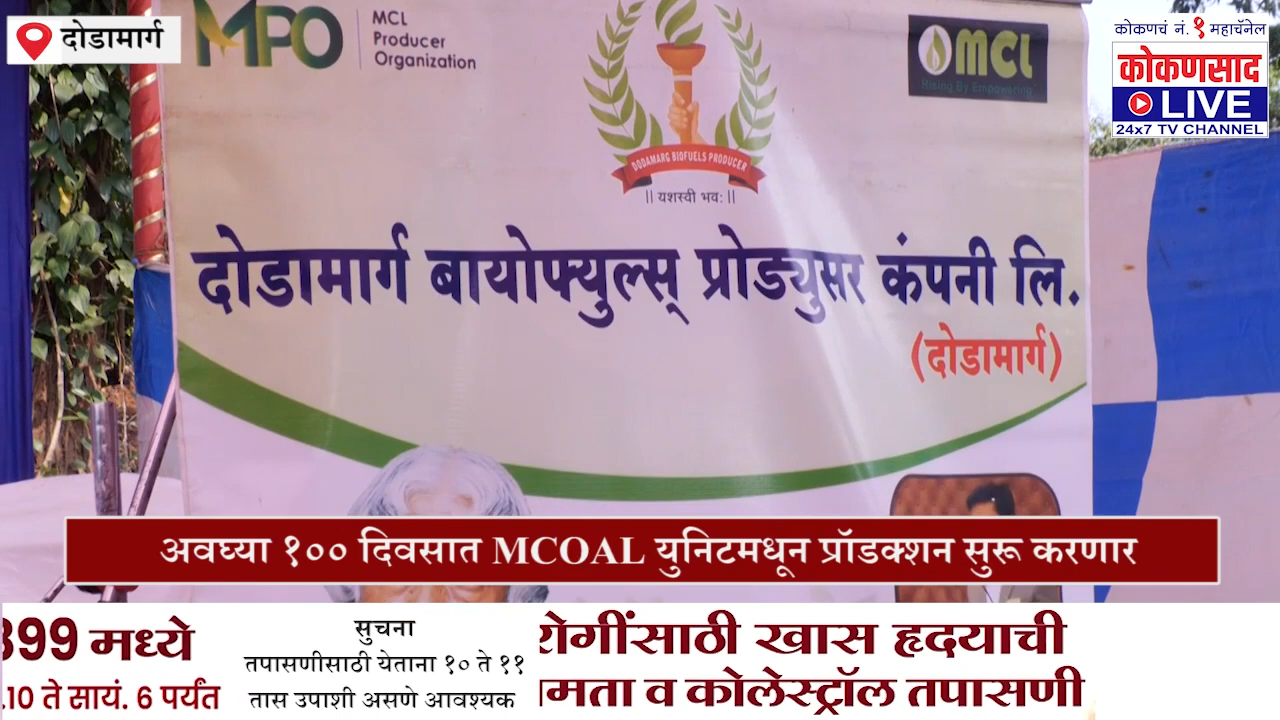 दोडामार्ग
MPO
MCL
Producer
Organization
DODAMARG BIOFUELS PRODUCER
|| यशस्वी भवः ||
MCL
Rising By Empowering
कोकणचं नं. १ महाचॅनेल
कोकणसाद
LIVE
24x7 TV CHANNEL
दोडामार्ग बायोफ्युल्स् प्रोड्युसर कंपनी लि.
(दोडामार्ग)
अवघ्या १०० दिवसात MCOAL युनिटमधून प्रॉडक्शन सुरू करणार
399 मध्ये
.10 ते सायं. 6 पर्यंत
सुचना
तपासणीसाठी येताना १० ते ११
तास उपाशी असणे आवश्यक
रोगींसाठी खास हृदयाची
मता व कोलेस्ट्रॉल तपासणी